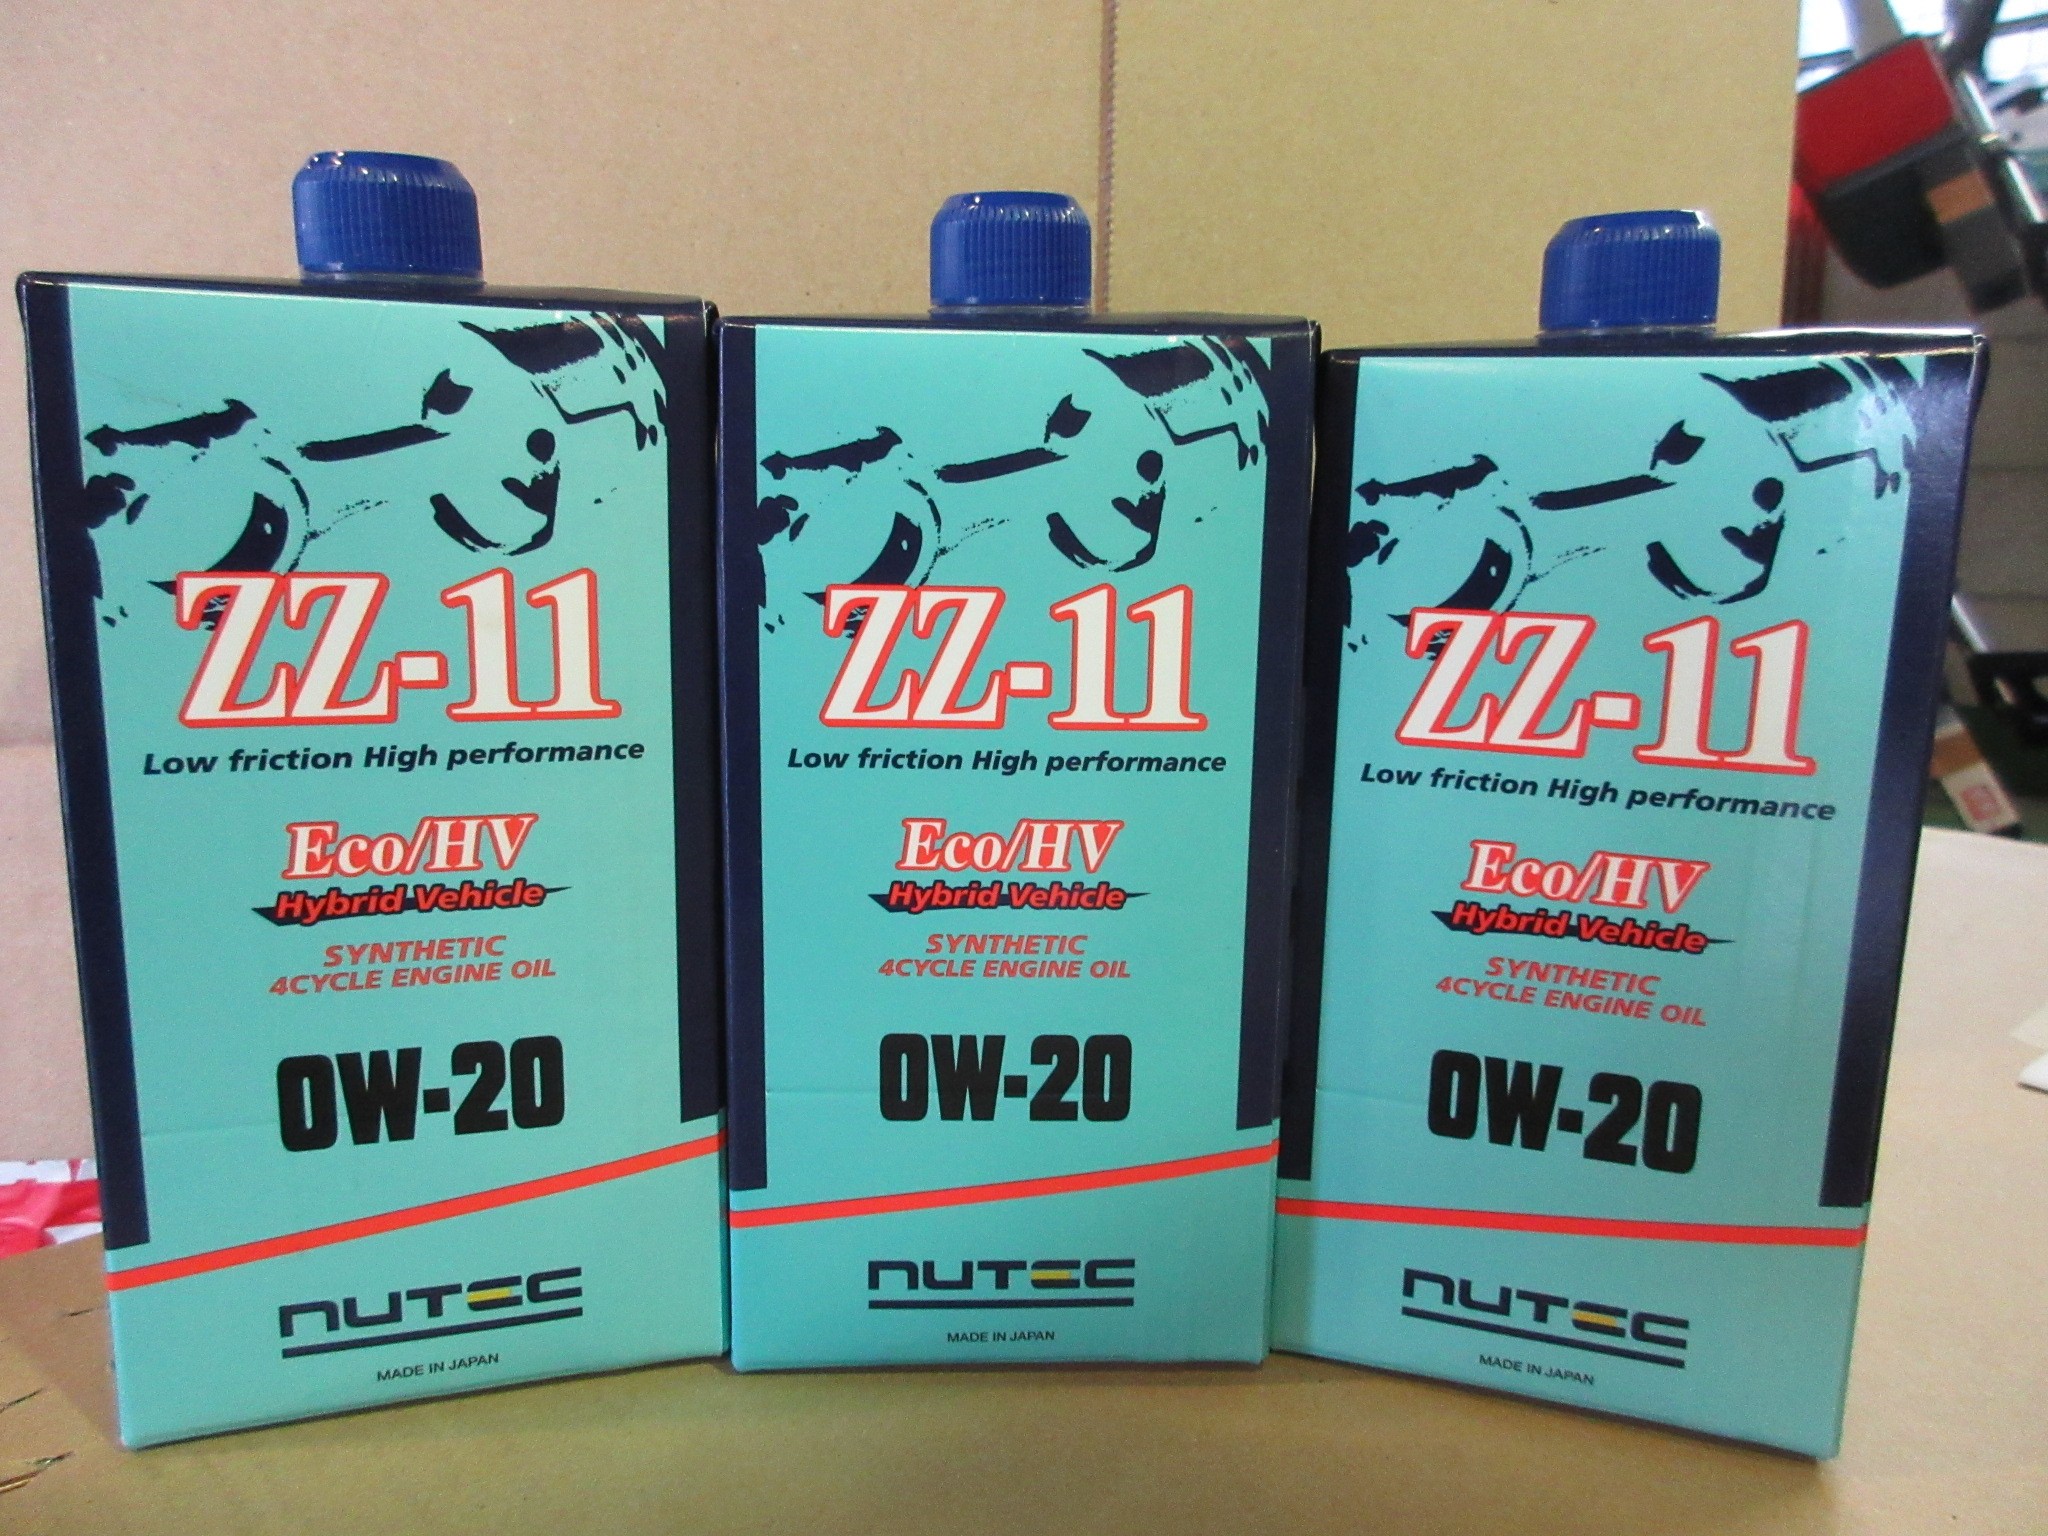 ZZ-11
Low friction High performance
Eco/HV
Hybrid Vehicle
SYNTHETIC
4CYCLE ENGINE OIL
0W-20
NUTEC
MADE IN JAPAN
ZZ-11
Low friction High performance
Eco/HV
Hybrid Vehicle
SYNTHETIC
4CYCLE ENGINE OIL
0W-20
NUTEC
MADE IN JAPAN
ZZ-11
Low friction High performance
Eco/HV
Hybrid Vehicle
SYNTHETIC
4CYCLE ENGINE OIL
0W-20
NUTEC
MADE IN JAPAN